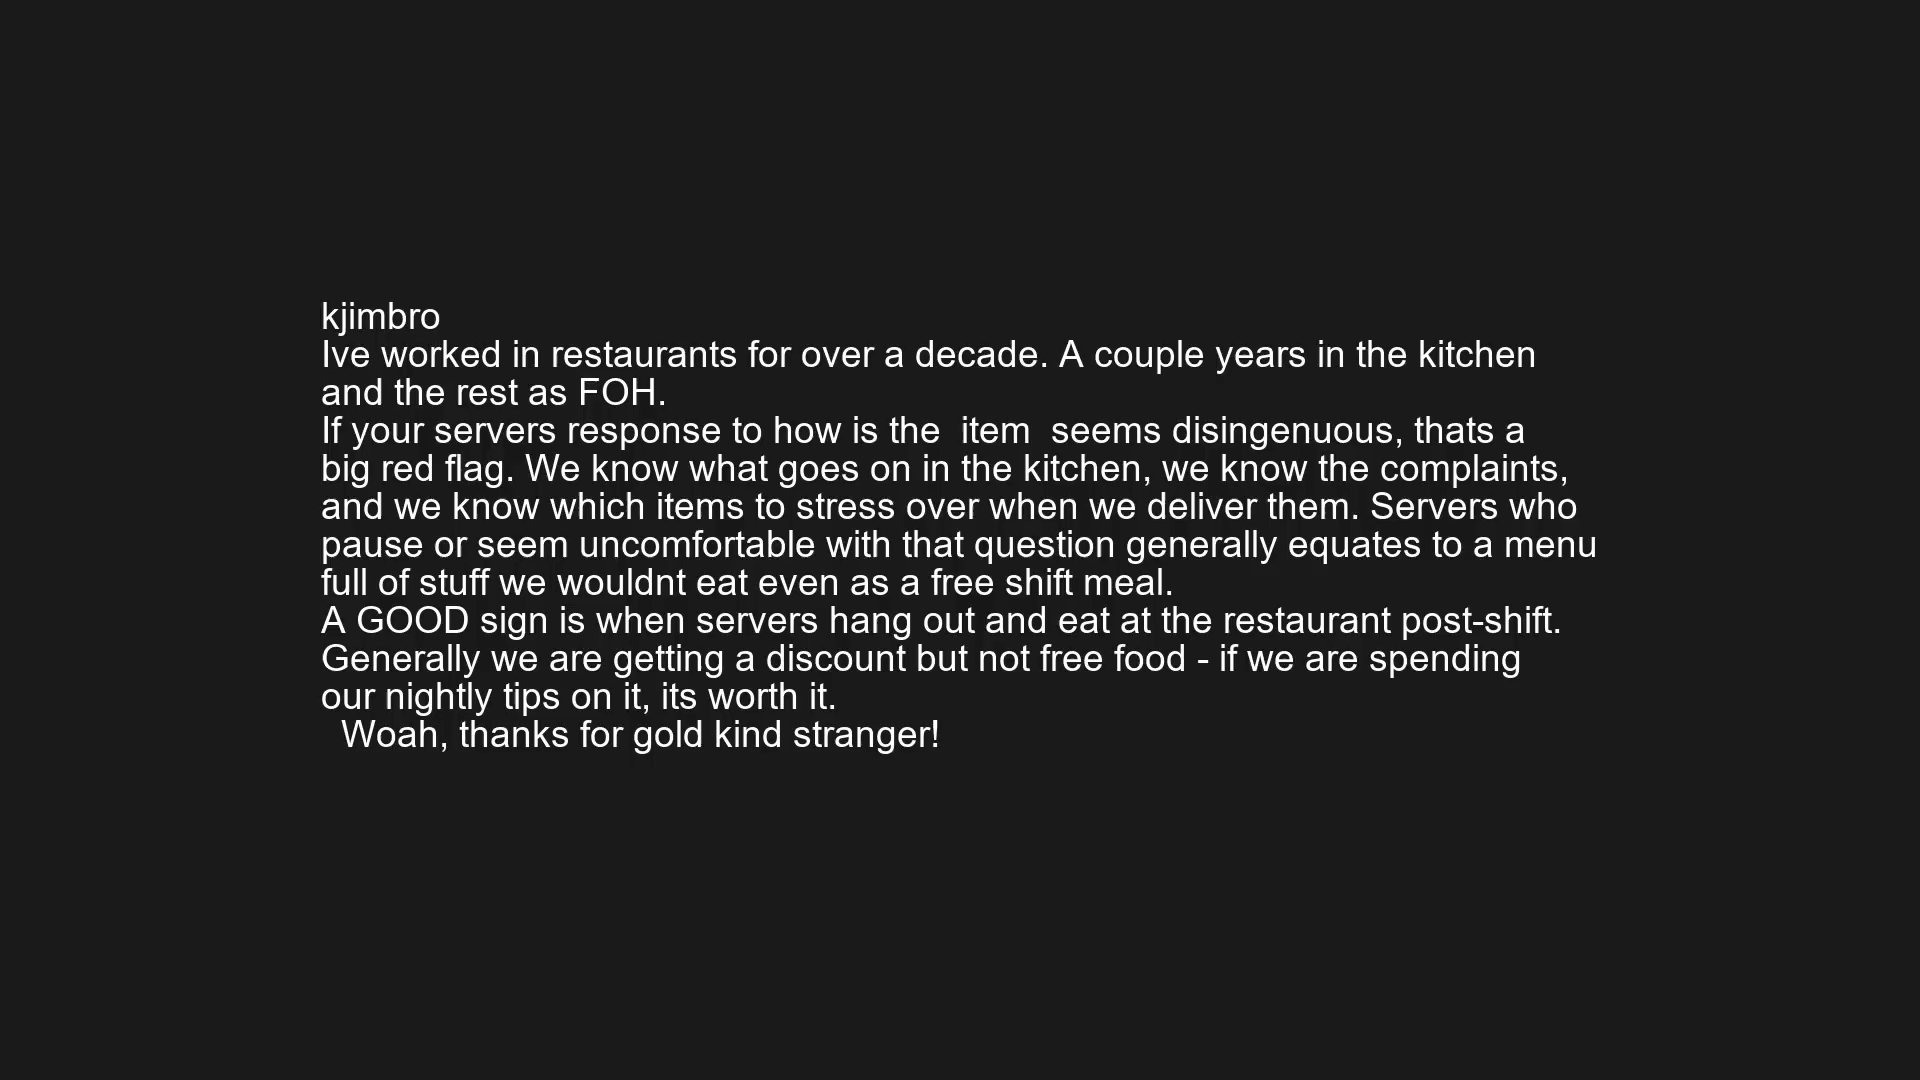 kjimbro
Ive worked in restaurants for over a decade. A couple years in the kitchen
and the rest as FOH.
If your servers response to how is the  item  seems disingenuous, thats a
big red flag. We know what goes on in the kitchen, we know the complaints,
and we know which items to stress over when we deliver them. Servers who
pause or seem uncomfortable with that question generally equates to a menu
full of stuff we wouldnt eat even as a free shift meal.
A GOOD sign is when servers hang out and eat at the restaurant post-shift.
Generally we are getting a discount but not free food - if we are spending
our nightly tips on it, its worth it.
  Woah, thanks for gold kind stranger!